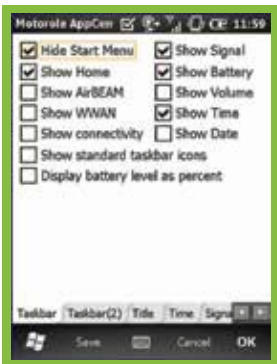 Motorola AppCen 11:59
Hide Start Menu Show Signal
Show Home Show Battery
Show AirBEAM Show Volume
Show WWAN Show Time
Show connectivity Show Date
Show standard taskbar icons
Display battery level as percent
Taskbar Taskbar(2) Title Time Signa
Save Cancel OK